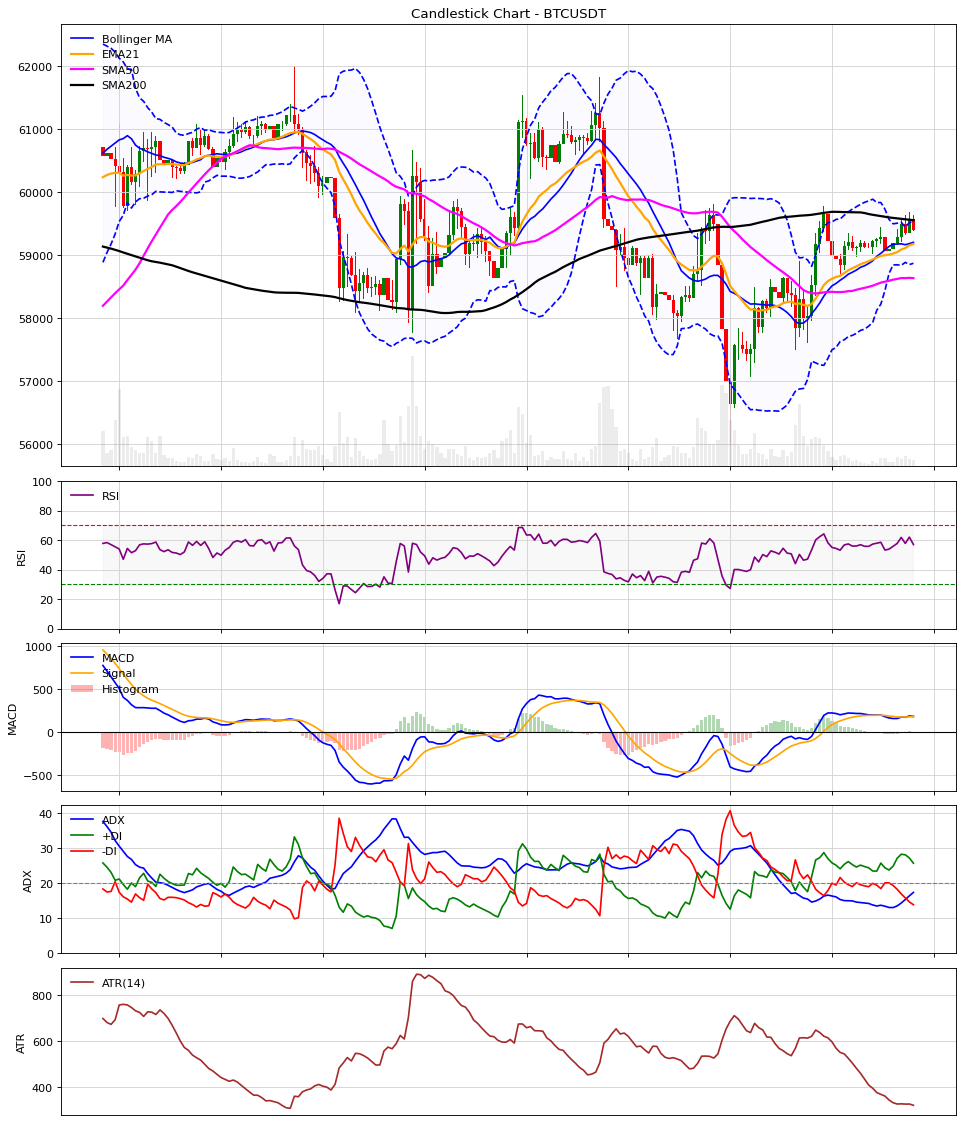 Candlestick Chart - BTCUSDT
Bollinger MA
EMA21
SMA50
SMA200
62000
61000
60000
59000
58000
57000
56000
RSI
100
80
60
40
20
0
RSI
MACD
Signal
Histogram
1000
500
0
−500
MACD
ADX
+DI
-DI
40
30
20
10
0
ADX
ATR(14)
800
600
400
ATR